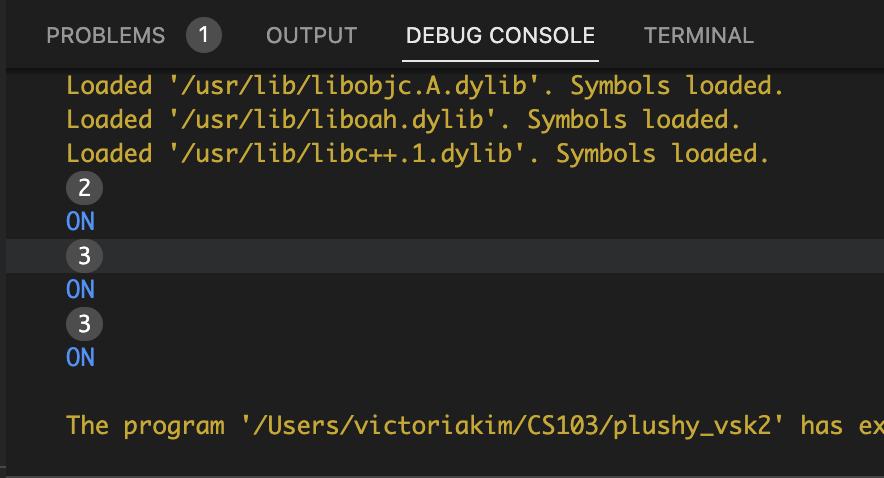 PROBLEMS 1 OUTPUT DEBUG CONSOLE TERMINAL
Loaded '/usr/lib/libobjc.A.dylib'. Symbols loaded.
Loaded '/usr/lib/liboah.dylib'. Symbols loaded.
Loaded '/usr/lib/libc++.1.dylib'. Symbols loaded.
2
ON
3
ON
3
ON
The program '/Users/victoriakim/CS103/plushy_vsk2' has ex